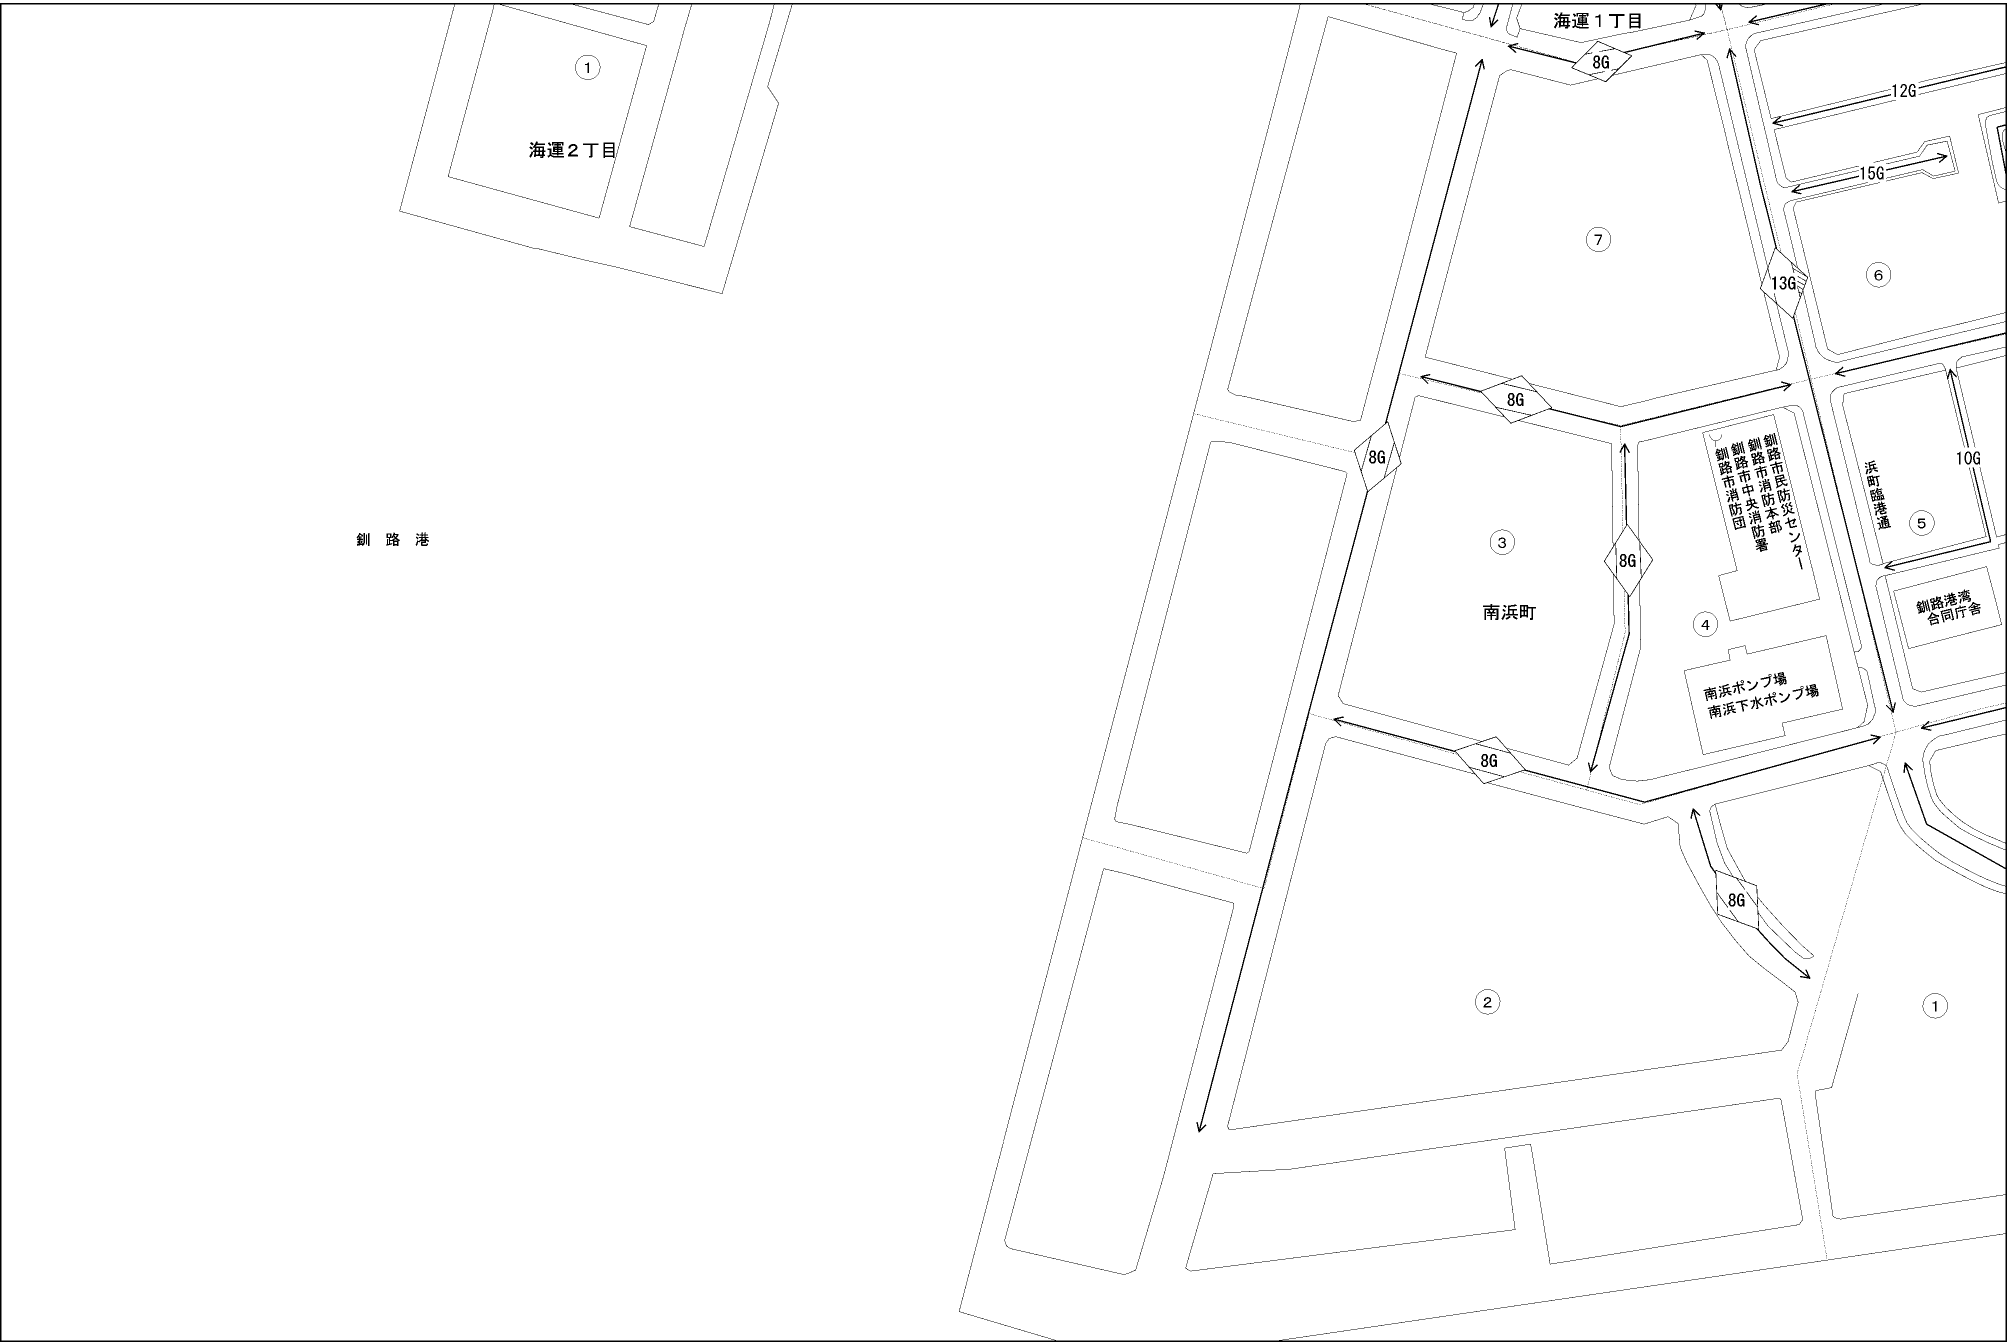 海運１丁目
8G
①
12G
海運２丁目
15G
⑦
⑥
13G
8G
釧路市民防災センター
釧路市消防本部
釧路市中央消防署
釧路市消防団
8G
10G
浜町臨港通
⑤
釧路港
③
8G
釧路港湾
合同庁舎
南浜町
④
南浜ポンプ場
南浜下水ポンプ場
8G
8G
②
①